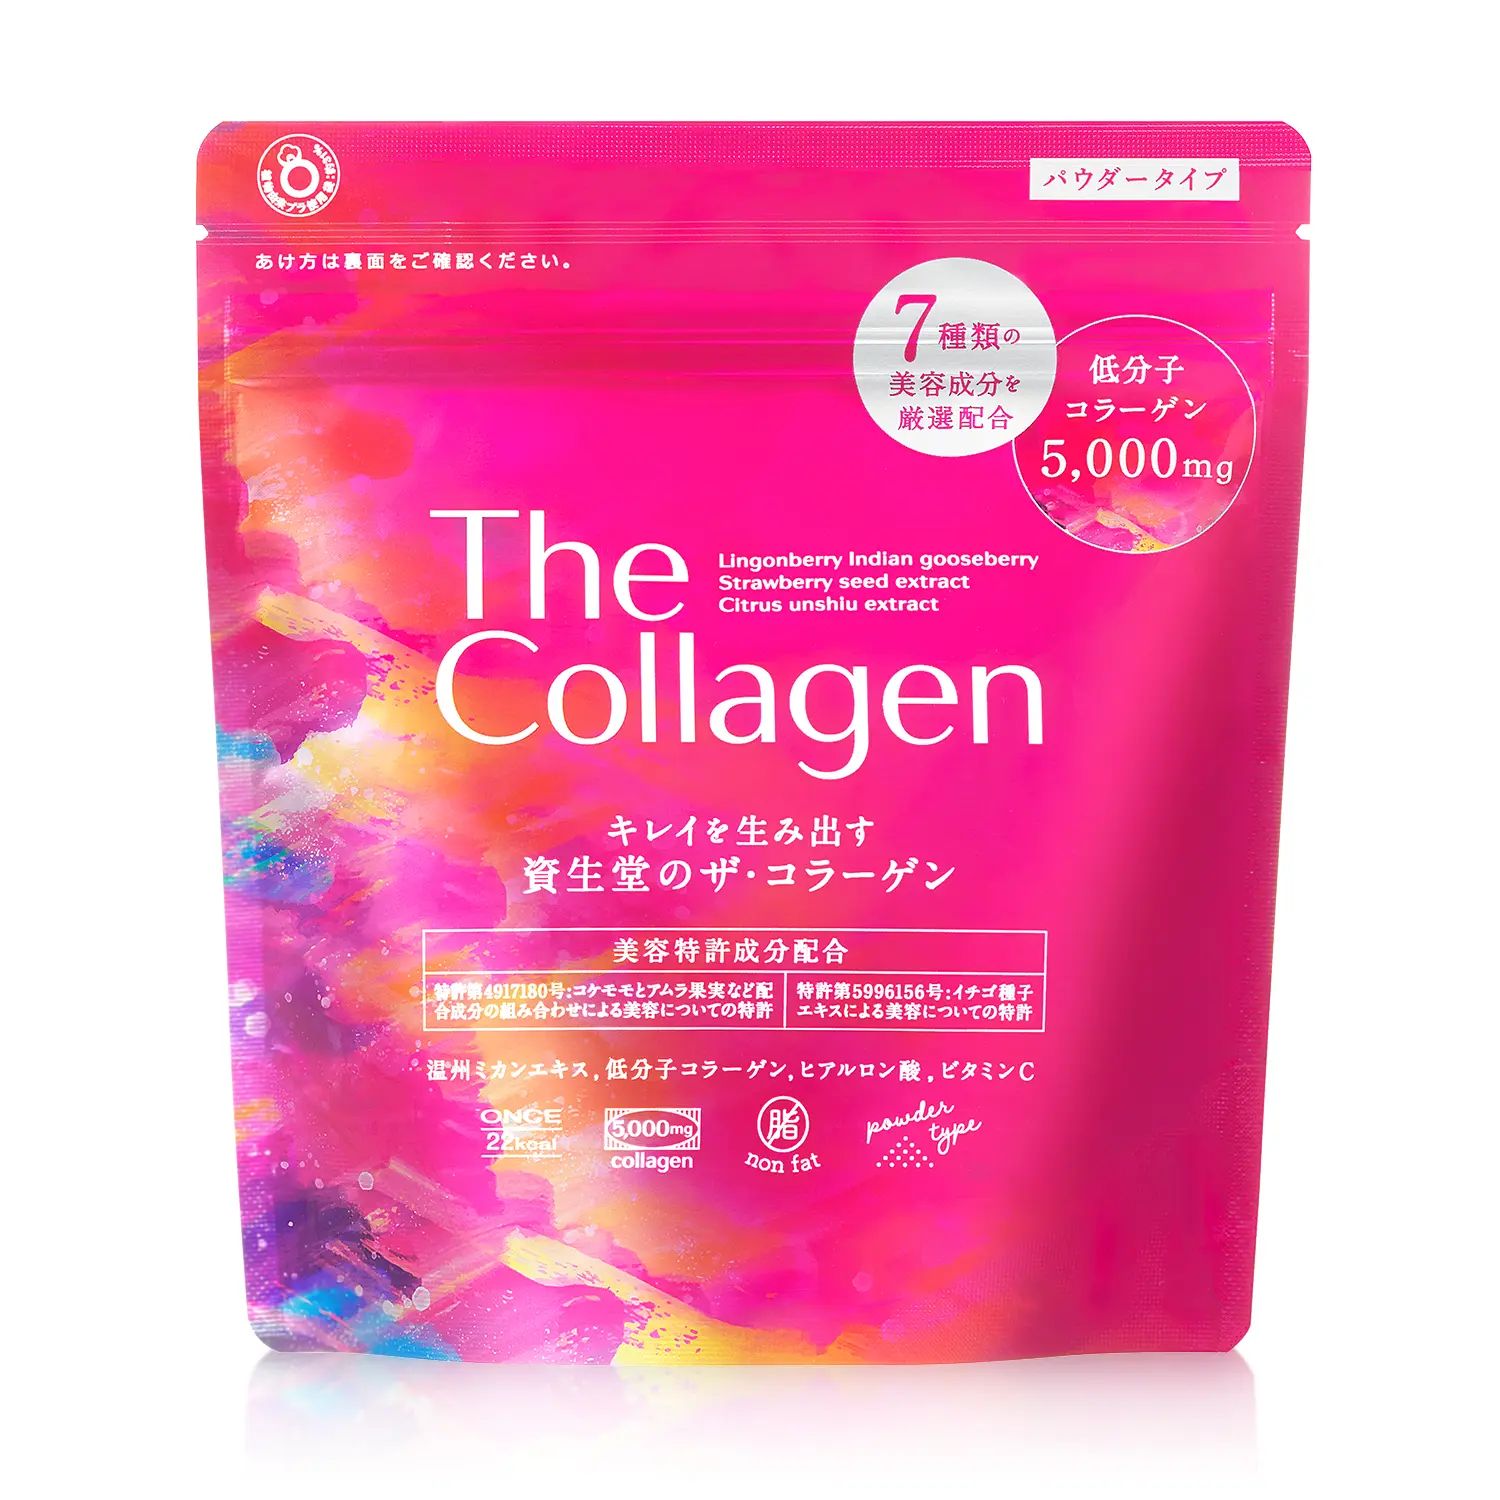 パウダータイプ
あけ方は裏面をご確認ください。
7種類の
美容成分を
厳選配合
低分子
コラーゲン
5,000mg
The
Collagen
Lingonberry Indian gooseberry
Strawberry seed extract
Citrus unshiu extract
キレイを生み出す
資生堂のザ・コラーゲン
美容特許成分配合
特許第4917180号:コケモモとアムラ果実など配
合成分の組み合わせによる美容についての特許
特許第5996156号:イチゴ種子
エキスによる美容についての特許
温州ミカンエキス,低分子コラーゲン,ヒアルロン酸,ビタミンC
ONCE
22kcal
5,000mg
collagen
脂
non fat
powder
type